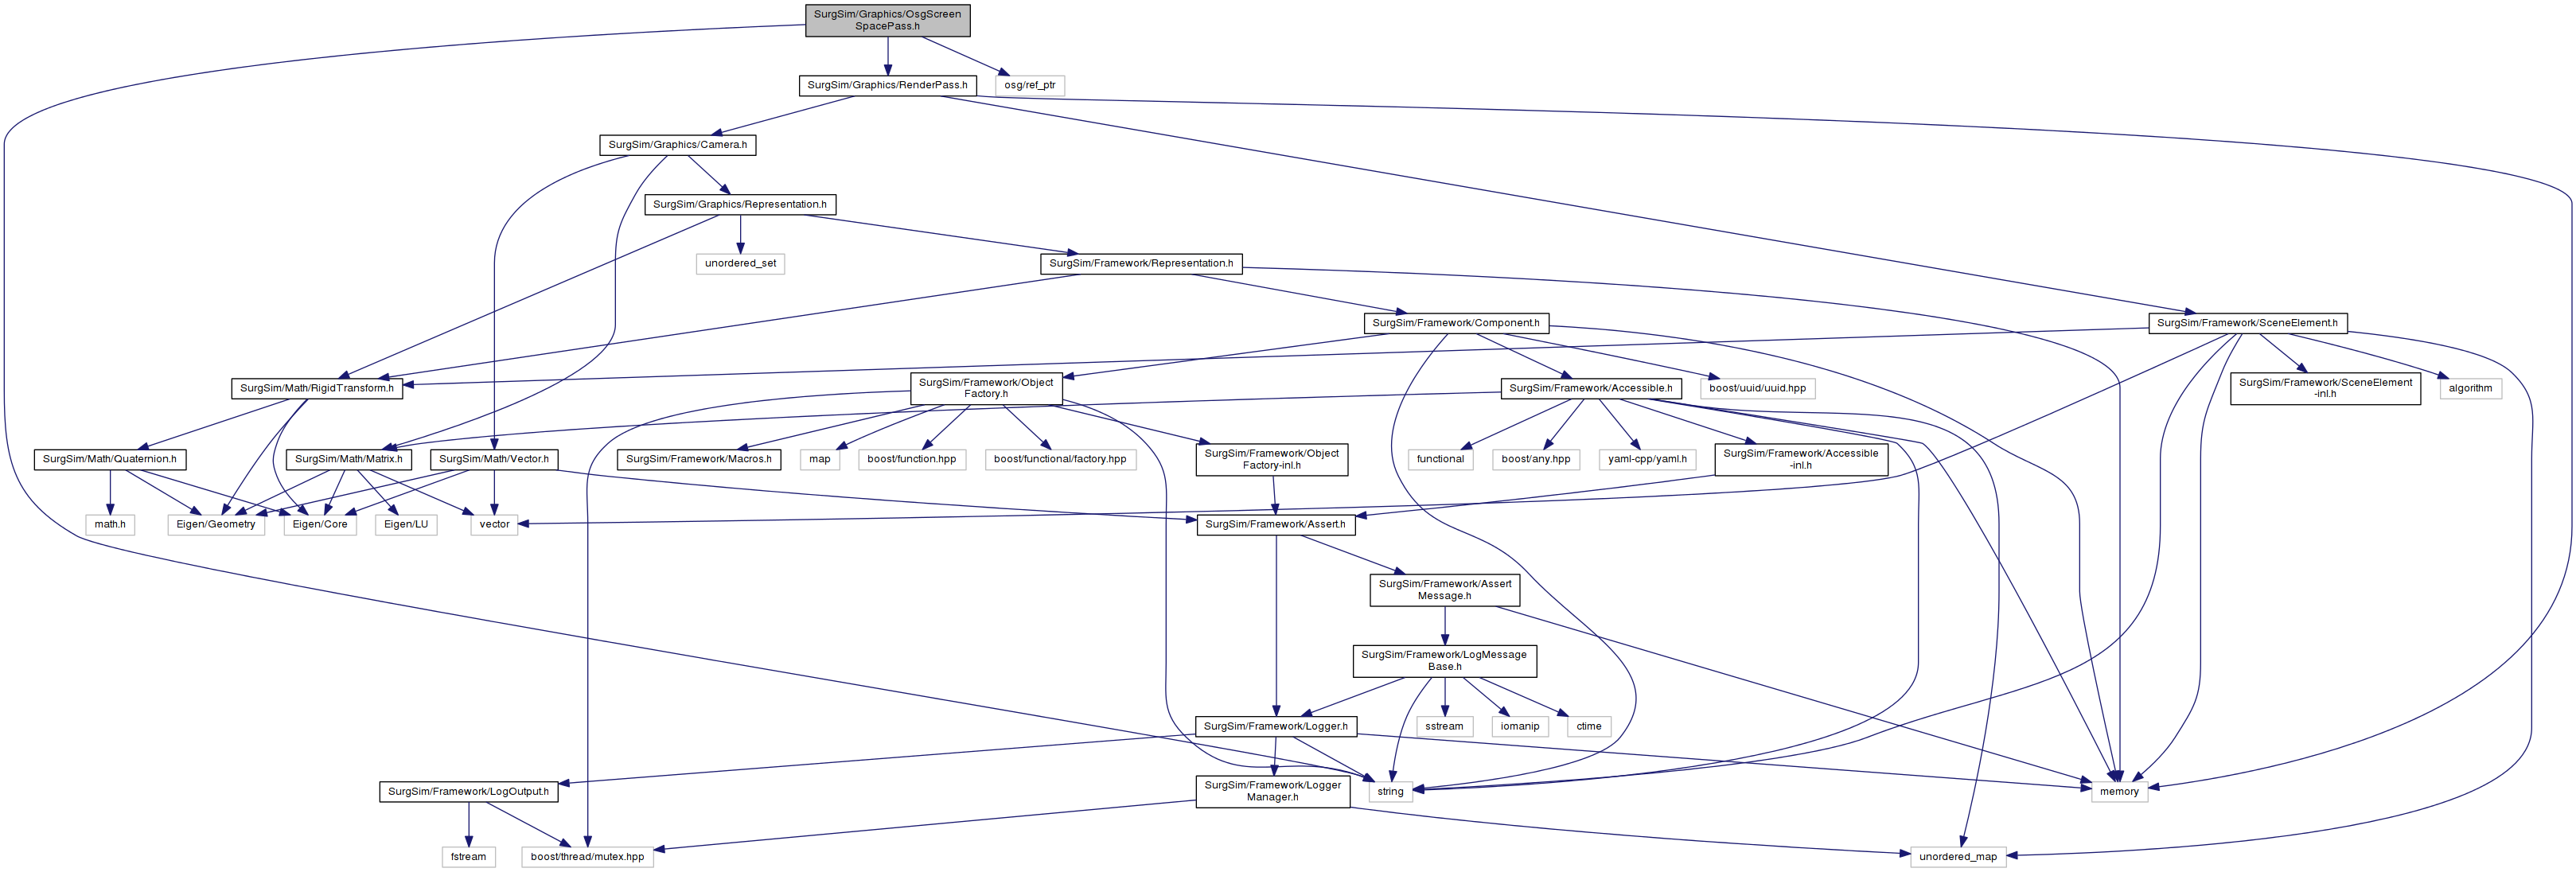 SurgSim/Graphics/OsgScreen
SpacePass.h
SurgSim/Graphics/RenderPass.h
osg/ref_ptr
SurgSim/Graphics/Camera.h
SurgSim/Graphics/Representation.h
unordered_set
SurgSim/Framework/Representation.h
SurgSim/Framework/Component.h
SurgSim/Framework/SceneElement.h
SurgSim/Math/RigidTransform.h
SurgSim/Framework/Object
Factory.h
SurgSim/Framework/Accessible.h
boost/uuid/uuid.hpp
SurgSim/Framework/SceneElement
-inl.h
algorithm
SurgSim/Math/Quaternion.h
SurgSim/Math/Matrix.h
SurgSim/Math/Vector.h
SurgSim/Framework/Macros.h
map
boost/function.hpp
boost/functional/factory.hpp
SurgSim/Framework/Object
Factory-inl.h
functional
boost/any.hpp
yaml-cpp/yaml.h
SurgSim/Framework/Accessible
-inl.h
math.h
Eigen/Geometry
Eigen/Core
Eigen/LU
vector
SurgSim/Framework/Assert.h
SurgSim/Framework/Assert
Message.h
SurgSim/Framework/LogMessage
Base.h
SurgSim/Framework/Logger.h
sstream
iomanip
ctime
SurgSim/Framework/LogOutput.h
SurgSim/Framework/Logger
Manager.h
string
memory
fstream
boost/thread/mutex.hpp
unordered_map